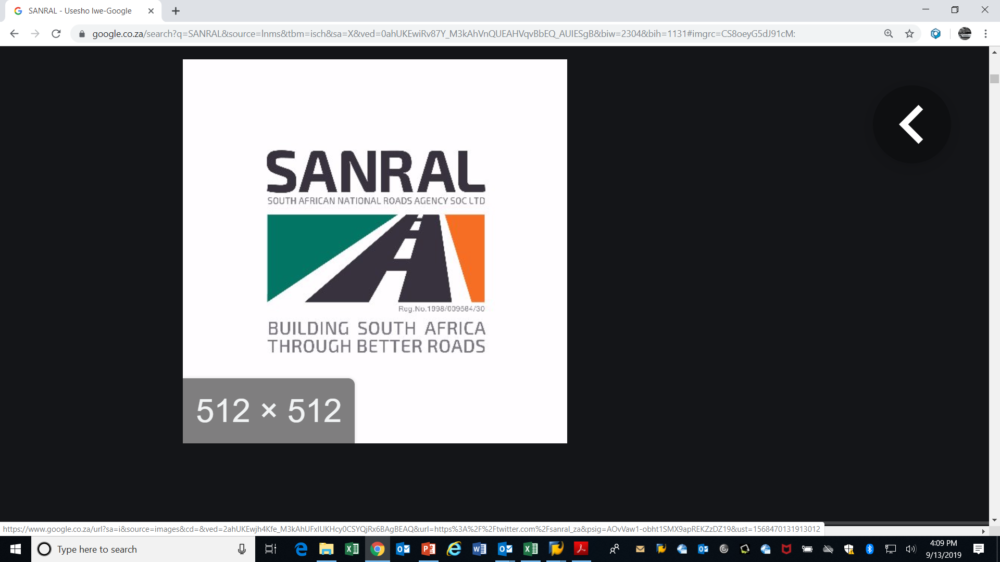 SANRAL - Usesho lwe-Google
google.co.za/search?q=SANRAL&source=lnms&tbm=isch&sa=X&ved=0ahUKEwiRv87Y_M3kAhVnQUEAHVqvBbEQ_AUIESgB&biw=2304&bih=1131#imgrc=CS8oeyG5dJ91cM:
SANRAL
SOUTH AFRICAN NATIONAL ROADS AGENCY SOC LTD
Reg.No.1998/009584/30
BUILDING SOUTH AFRICA
THROUGH BETTER ROADS
512 × 512
https://www.google.co.za/url?sa=i&source=images&cd=&ved=2ahUKEwjh4Kfe_M3kAhUFxIUKHcy0CSYQjRx6BAgBEAQ&url=https%3A%2F%2Ftwitter.com%2Fsanral_za&psig=AOvVaw1-obht1SMX9apREKZzDZ19&ust=1568470131913012
Type here to search
4:09 PM
9/13/2019